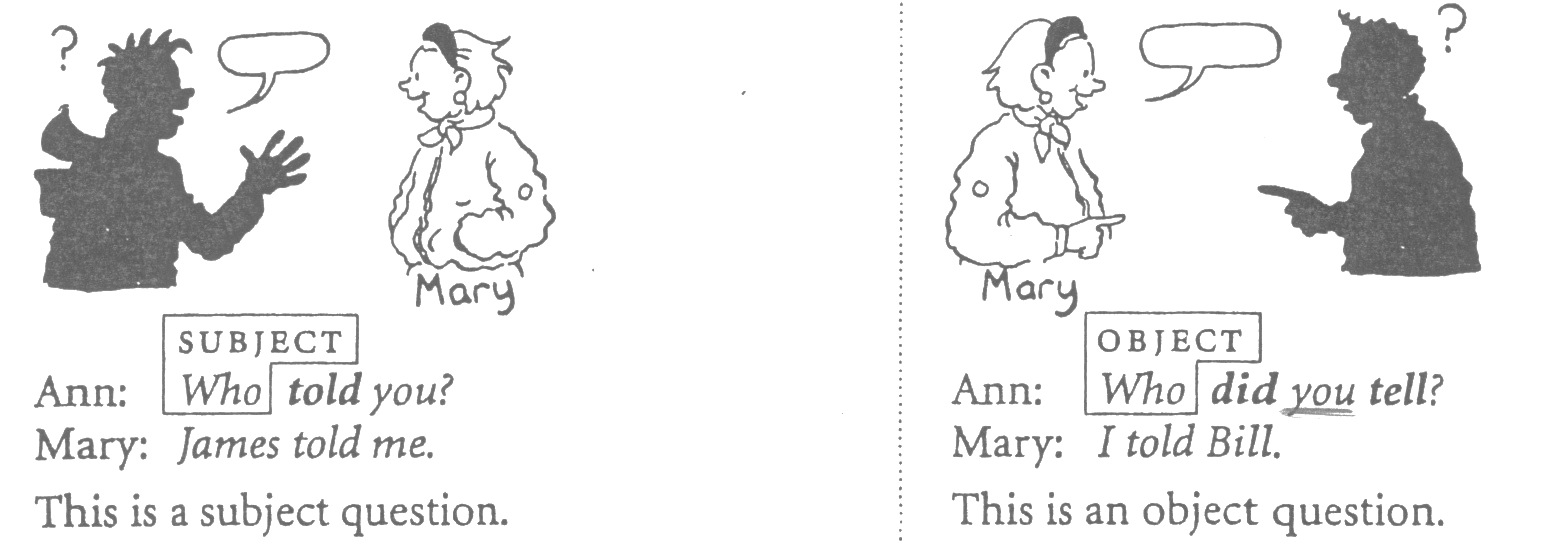 ?
Mary
SUBJECT
Ann: Who told you?
Mary: James told me.
This is a subject question.
?
Mary
OBJECT
Ann: Who did you tell?
Mary: I told Bill.
This is an object question.